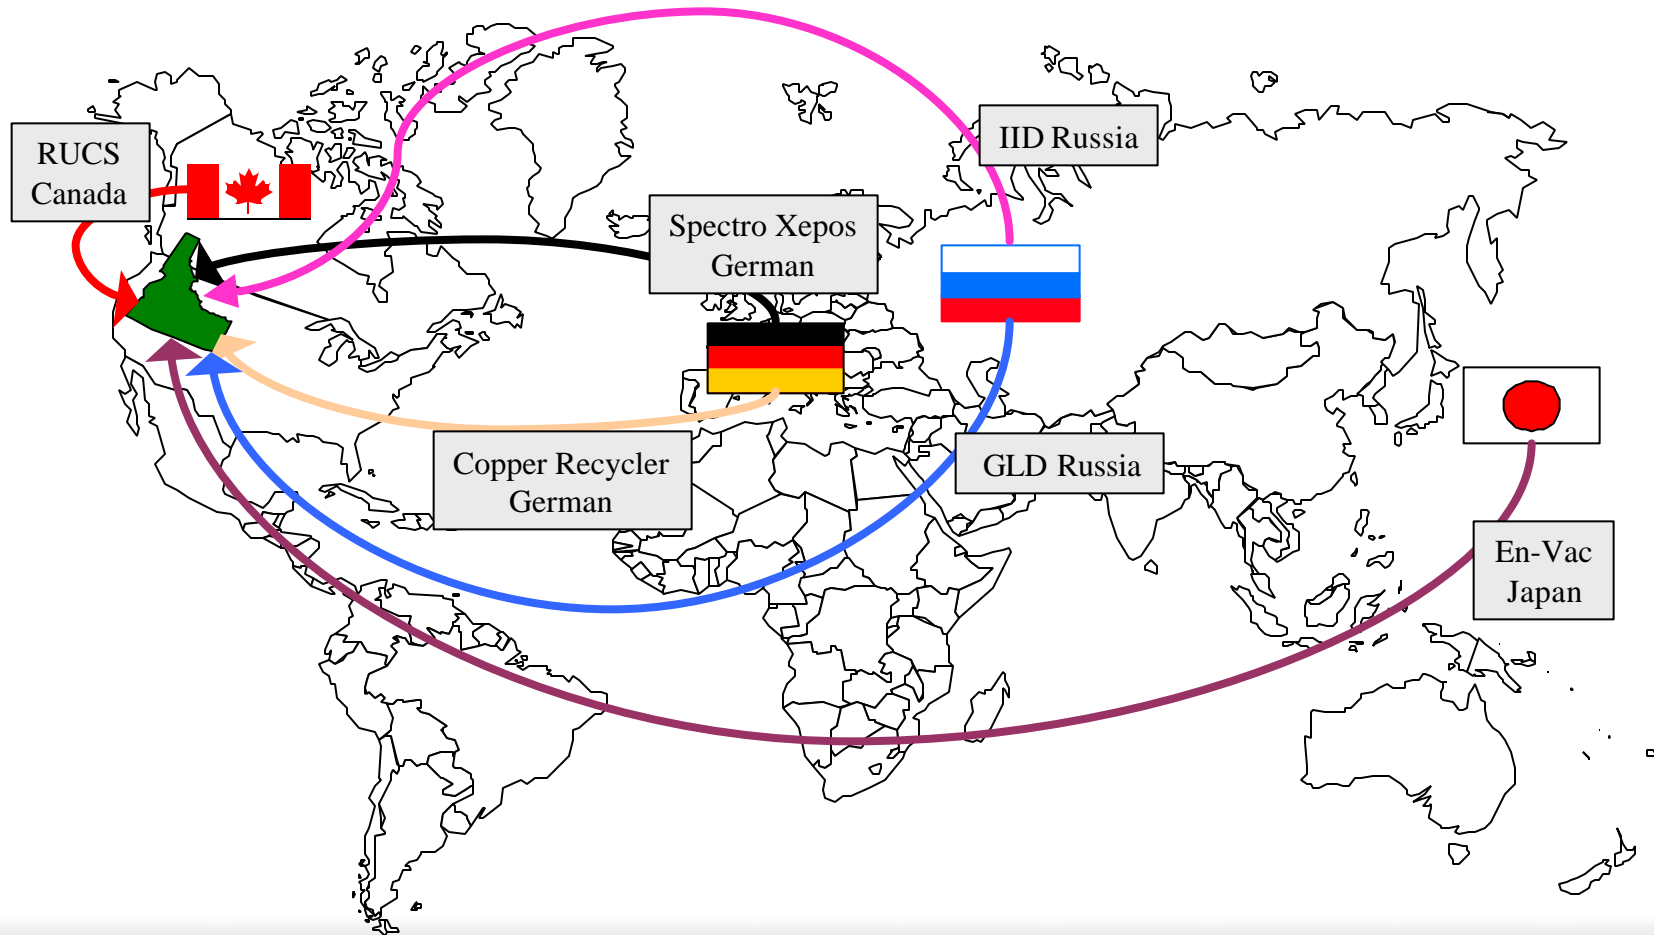 IID Russia
RUCS
Canada
Spectro Xepos
German
Copper Recycler
German
GLD Russia
En-Vac
Japan